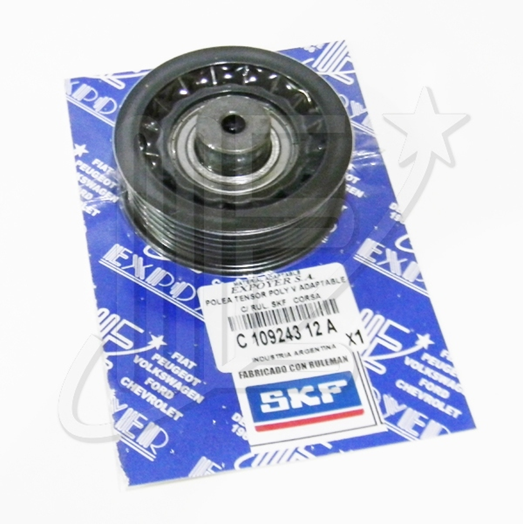 FIAT
PEUGEOT
VOLKSWAGEN
FORD
CHEVROLET
EXPOYER
EXPOYER S.A.
POLEA TENSOR POLY V ADAPTABLE
C/ RUL. SKF CORSA
C 109243 12 A
X1
INDUSTRIA ARGENTINA
FABRICADO CON RULEMAN
SKF
FIAT
PEUGEOT
VOLKSWAGEN
FORD
CHEVROLET
EXPOYER